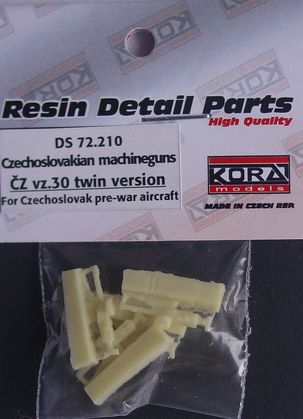 Resin Detail Parts
High Quality
DS 72.210
Czechoslovakian machineguns
ČZ vz.30 twin version
For Czechoslovak pre-war aircraft
KORA
models
MADE IN CZECH REP.